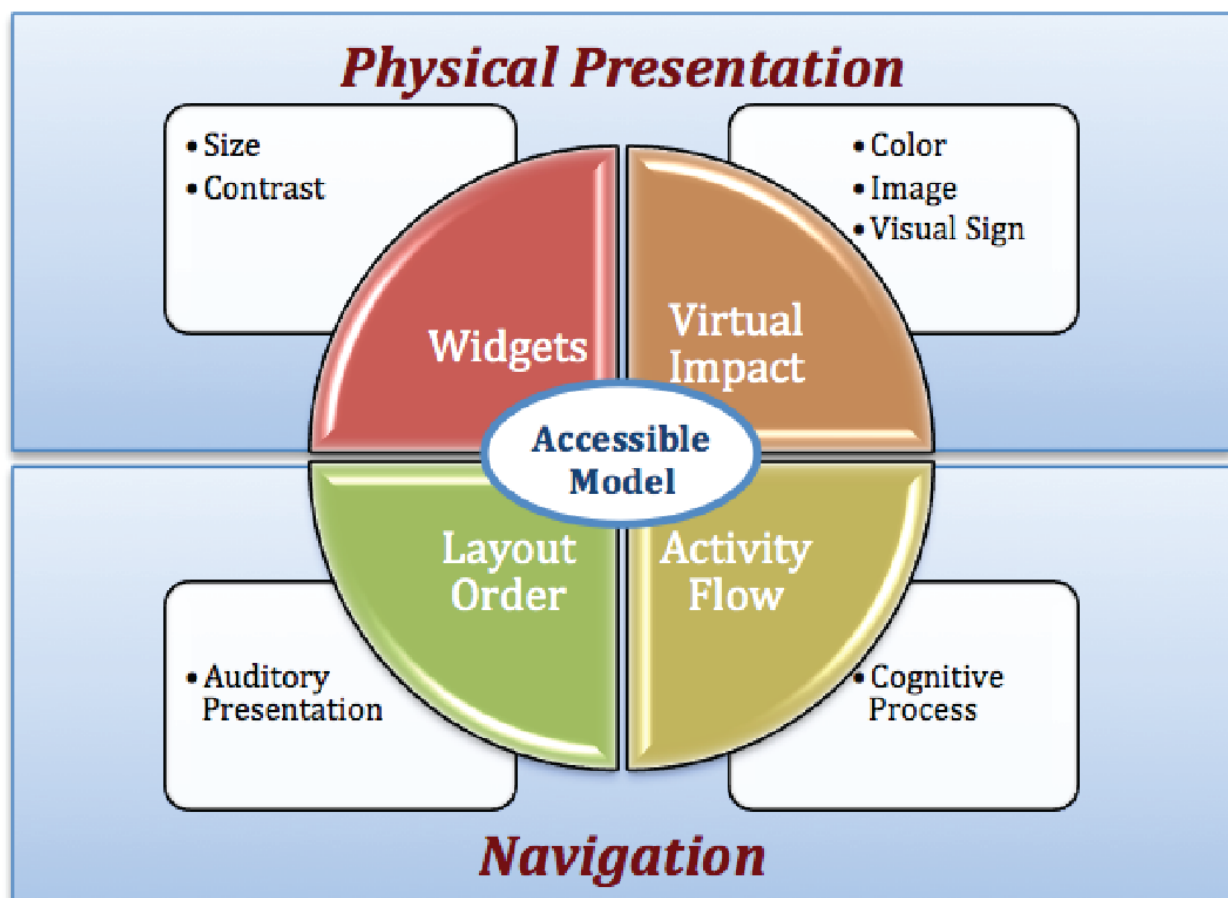 Physical Presentation
• Size
• Contrast
• Color
• Image
• Visual Sign
Widgets
Virtual
Impact
Accessible
Model
Layout
Order
Activity
Flow
• Auditory
Presentation
• Cognitive
Process
Navigation